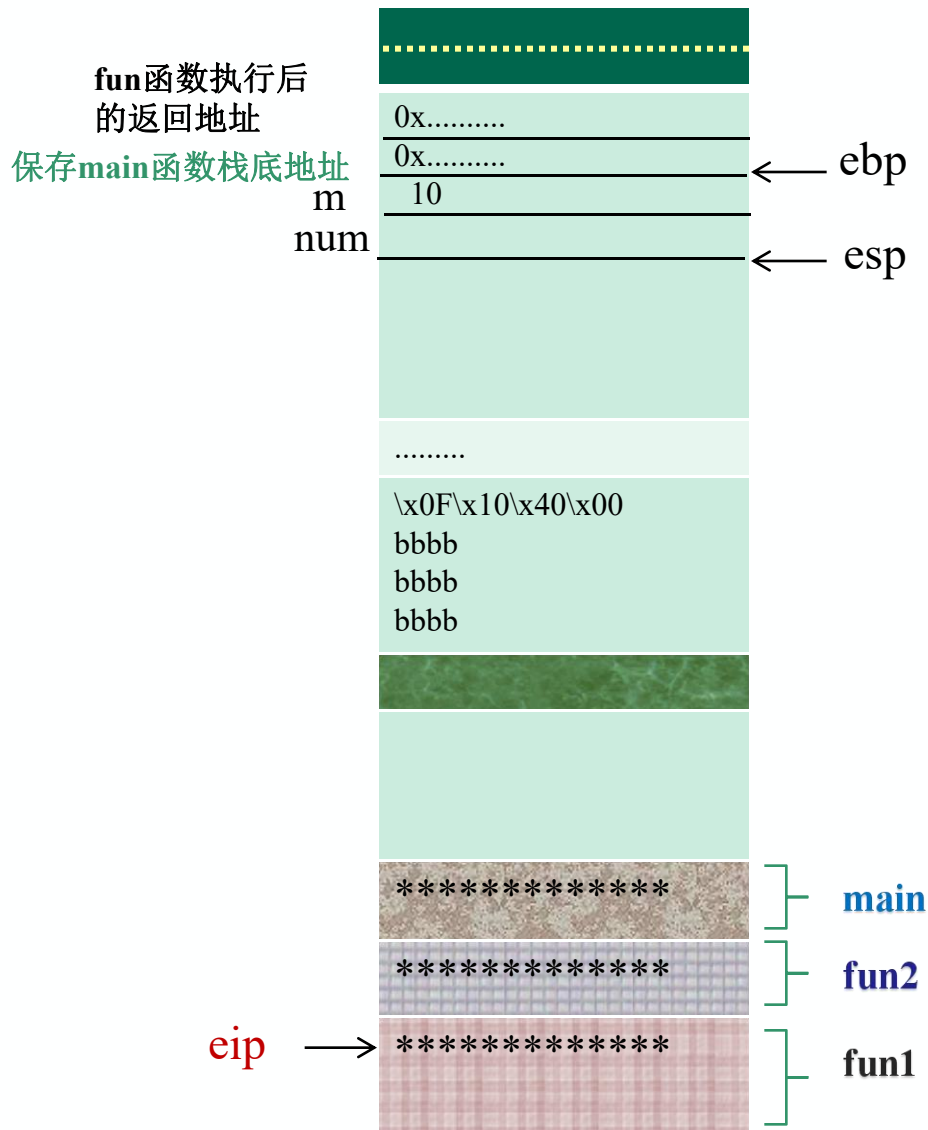 fun函数执行后
的返回地址
0x..........
保存main函数栈底地址
0x..........
ebp
m
10
num
esp
.........
\x0F\x10\x40\x00
bbbb
bbbb
bbbb
*************
main
*************
fun2
eip
*************
fun1